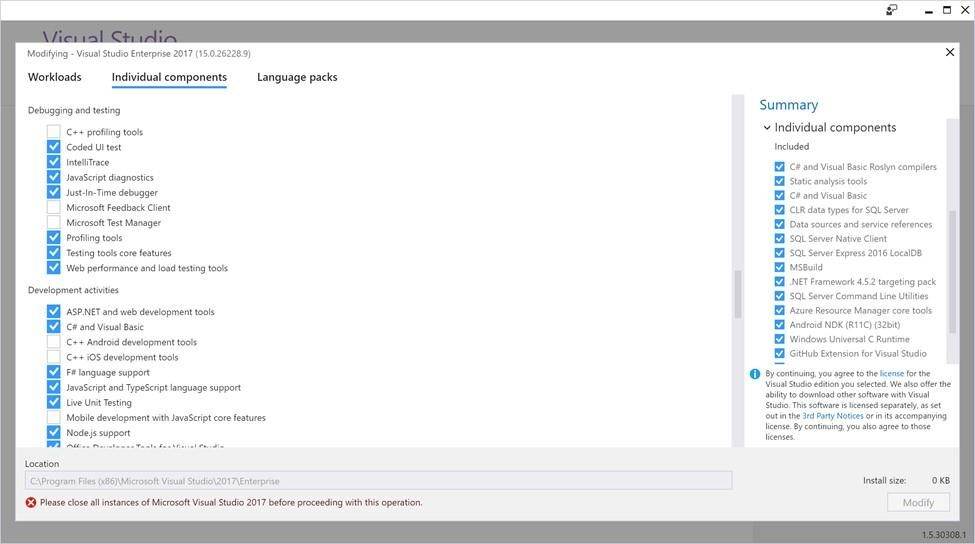 Visual Studio
Modifying - Visual Studio Enterprise 2017 (15.0.26228.9)
Workloads
Individual components
Language packs
Debugging and testing
C++ profiling tools
Coded UI test
IntelliTrace
JavaScript diagnostics
Just-In-Time debugger
Microsoft Feedback Client
Microsoft Test Manager
Profiling tools
Testing tools core features
Web performance and load testing tools
Development activities
ASP.NET and web development tools
C# and Visual Basic
C++ Android development tools
C++ iOS development tools
F# language support
JavaScript and TypeScript language support
Live Unit Testing
Mobile development with JavaScript core features
Node.js support
Office Developer Tools for Visual Studio
Summary
Individual components
Included
C# and Visual Basic Roslyn compilers
Static analysis tools
C# and Visual Basic
CLR data types for SQL Server
Data sources and service references
SQL Server Native Client
SQL Server Express 2016 LocalDB
MSBuild
.NET Framework 4.5.2 targeting pack
SQL Server Command Line Utilities
Azure Resource Manager core tools
Android NDK (R11C) (32bit)
Windows Universal C Runtime
GitHub Extension for Visual Studio
By continuing, you agree to the license for the
Visual Studio edition you selected. We also offer the
ability to download other software with Visual
Studio. This software is licensed separately, as set
out in the 3rd Party Notices or in its accompanying
license. By continuing, you also agree to those
licenses.
Location
C:\Program Files (x86)\Microsoft Visual Studio\2017\Enterprise
Install size: 0 KB
Please close all instances of Microsoft Visual Studio 2017 before proceeding with this operation.
Modify
1.5.30308.1